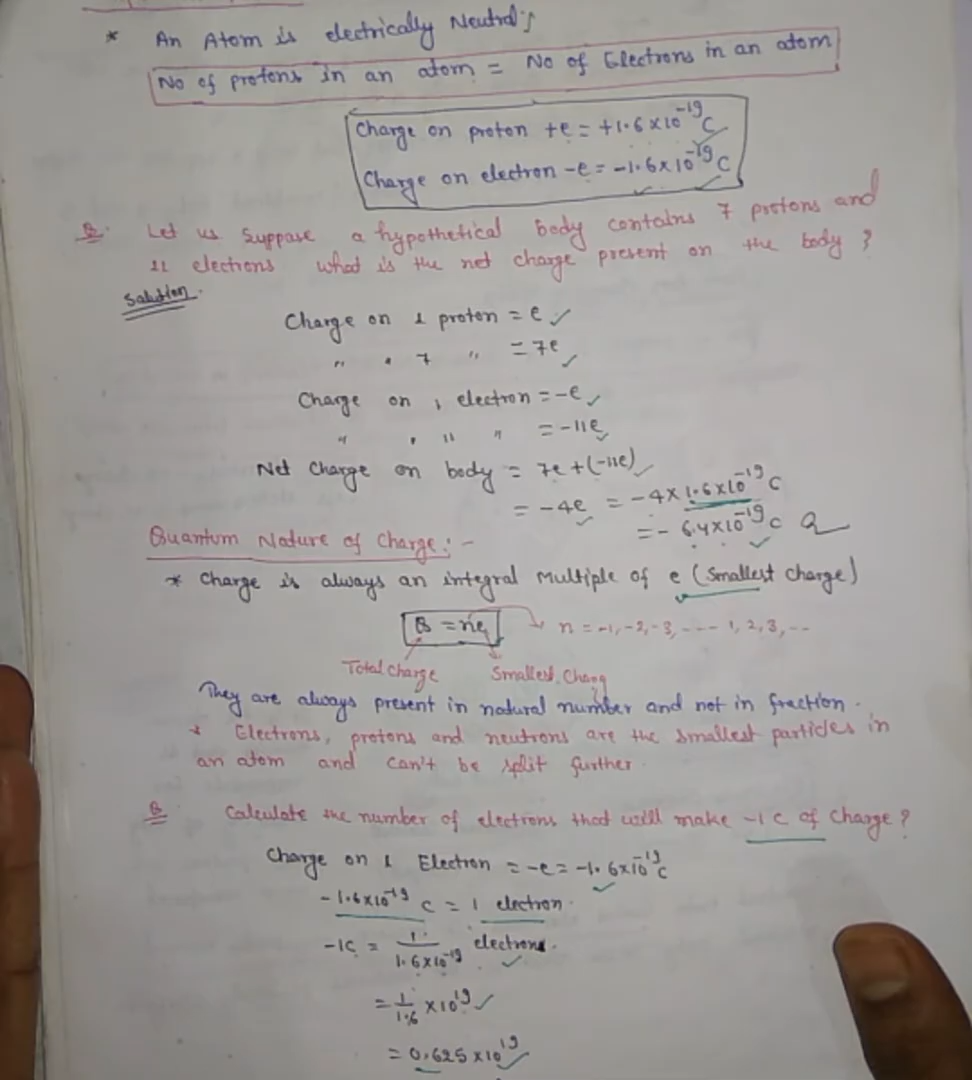 * An Atom is electrically Neutral;
No of protons in an atom = No of Electrons in an atom
Charge on proton +e = +1.6 x 10⁻¹⁹ C
Charge on electron -e = -1.6 x 10⁻¹⁹ C
Q. Let us suppose a hypothetical body contains 7 protons and
11 electrons what is the net charge present on the body ?
Solution.
Charge on 1 proton = e
" " 7 " = 7e
Charge on 1 electron = -e
" " 11 " = -11e
Net Charge on body = 7e + (-11e)
= -4e = -4 x 1.6 x 10⁻¹⁹ C
= - 6.4 x 10⁻¹⁹ C
Quantum Nature of Charge :-
* Charge is always an integral Multiple of e (Smallest charge)
Q = ne n = -1, -2, -3, ---- 1, 2, 3, --
Total charge Smallest Charg
They are always present in natural number and not in fraction.
* Electrons, protons and neutrons are the smallest particles in
an atom and can't be split further.
Q Calculate the number of electrons that will make -1 C of Charge ?
Charge on 1 Electron = -e = -1.6 x 10⁻¹⁹ C
-1.6 x 10⁻¹⁹ C = 1 electron.
-1C = 1/1.6 x 10⁻¹⁹ electrons.
= 1/1.6 x 10¹⁹
= 0.625 x 10¹⁹